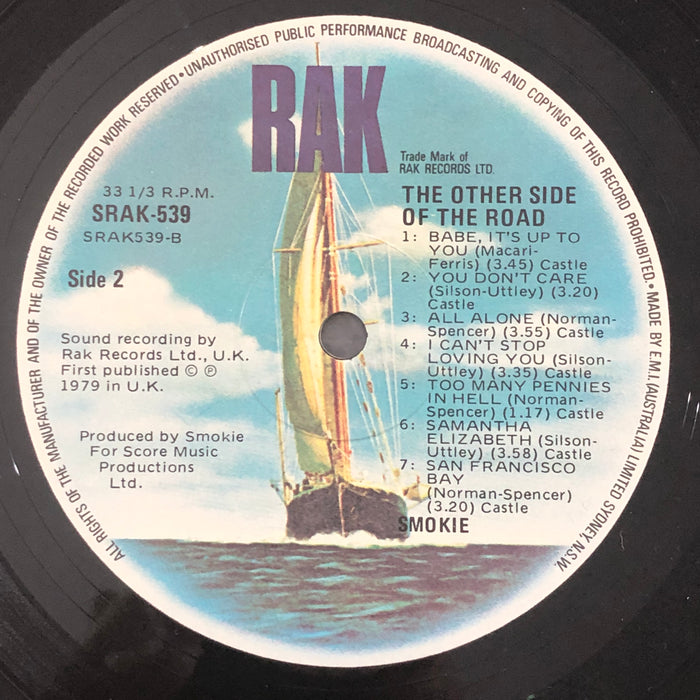 ALL RIGHTS OF THE MANUFACTURER AND OF THE OWNER OF THE RECORDED WORK RESERVED•UNAUTHORISED PUBLIC PERFORMANCE BROADCASTING AND COPYING OF THIS RECORD PROHIBITED.•MADE BY E.M.I.(AUSTRALIA) LIMITED SYDNEY, N.S.W.
RAK
Trade Mark of
RAK RECORDS LTD.
33 1/3 R.P.M.
SRAK-539
SRAK539-B
Side 2
Sound recording by
Rak Records Ltd., U.K.
First published © ℗
1979 in U.K.
Produced by Smokie
For Score Music
Productions
Ltd.
THE OTHER SIDE
OF THE ROAD
1: BABE, IT'S UP TO
YOU (Macari-
Ferris) (3.45) Castle
2: YOU DON'T CARE
(Silson-Uttley) (3.20)
Castle
3: ALL ALONE (Norman-
Spencer) (3.55) Castle
4: I CAN'T STOP
LOVING YOU (Silson-
Uttley) (3.35) Castle
5: TOO MANY PENNIES
IN HELL (Norman-
Spencer) (1.17) Castle
6: SAMANTHA
ELIZABETH (Silson-
Uttley) (3.58) Castle
7: SAN FRANCISCO
BAY
(Norman-Spencer)
(3.20) Castle
SMOKIE